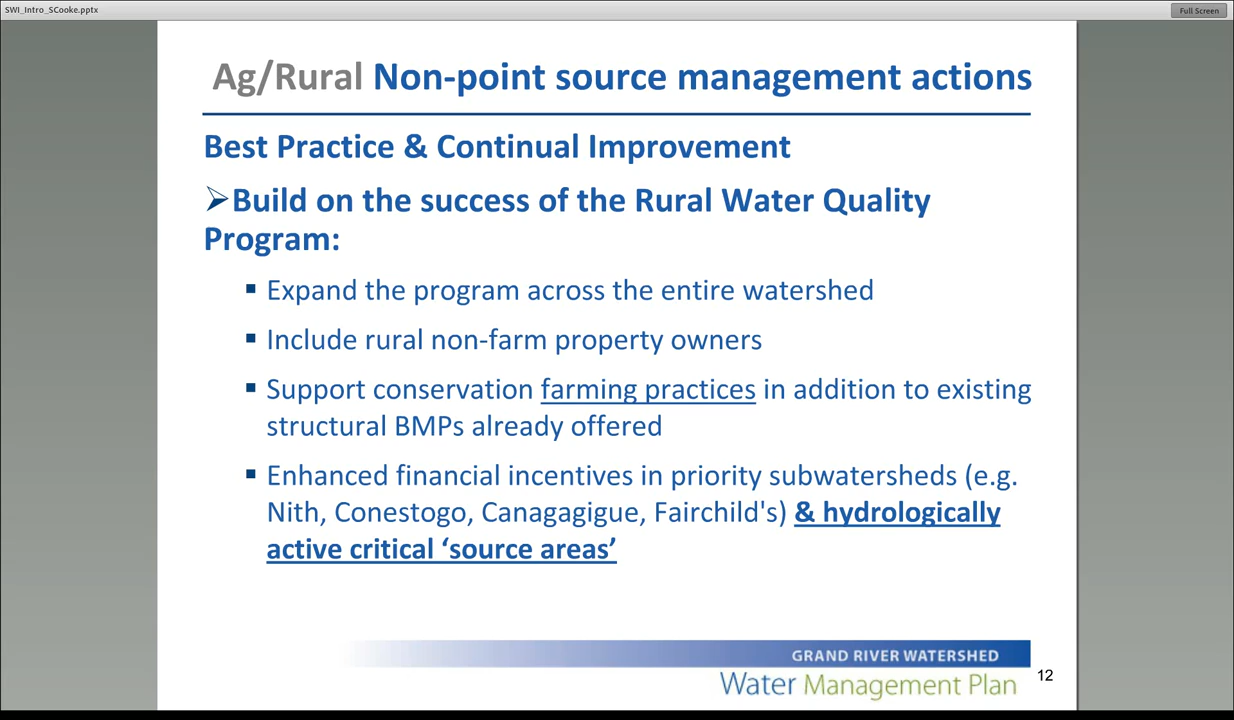 SWI_Intro_SCooke.pptx
Full Screen
Ag/Rural Non-point source management actions
Best Practice & Continual Improvement
➢Build on the success of the Rural Water Quality
Program:
▪ Expand the program across the entire watershed
▪ Include rural non-farm property owners
▪ Support conservation farming practices in addition to existing
structural BMPs already offered
▪ Enhanced financial incentives in priority subwatersheds (e.g.
Nith, Conestogo, Canagagigue, Fairchild's) & hydrologically
active critical ‘source areas’
GRAND RIVER WATERSHED
Water Management Plan
12